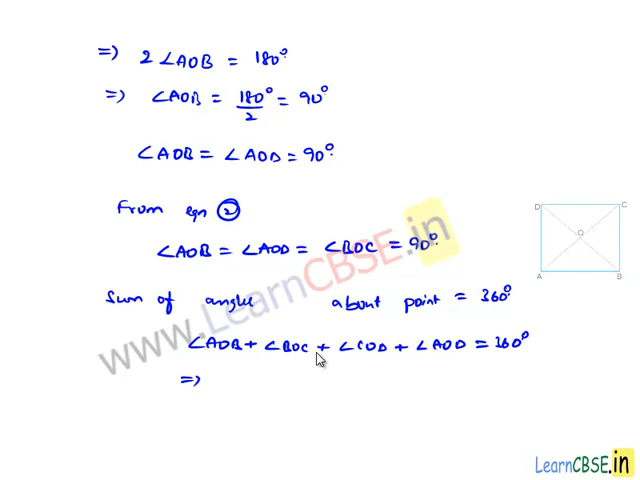 =) 2 ∠AOB = 180°
=) ∠AOB = 180°/2 = 90°
∠AOB = ∠AOD = 90°.
From eqn ②
∠AOB = ∠AOD = ∠BOC = 90°.
Sum of angle about point = 360°.
∠AOB + ∠BOC + ∠COD + ∠AOD = 360°
=)
D C
O
A B
www.LearnCBSE.in
LearnCBSE.in